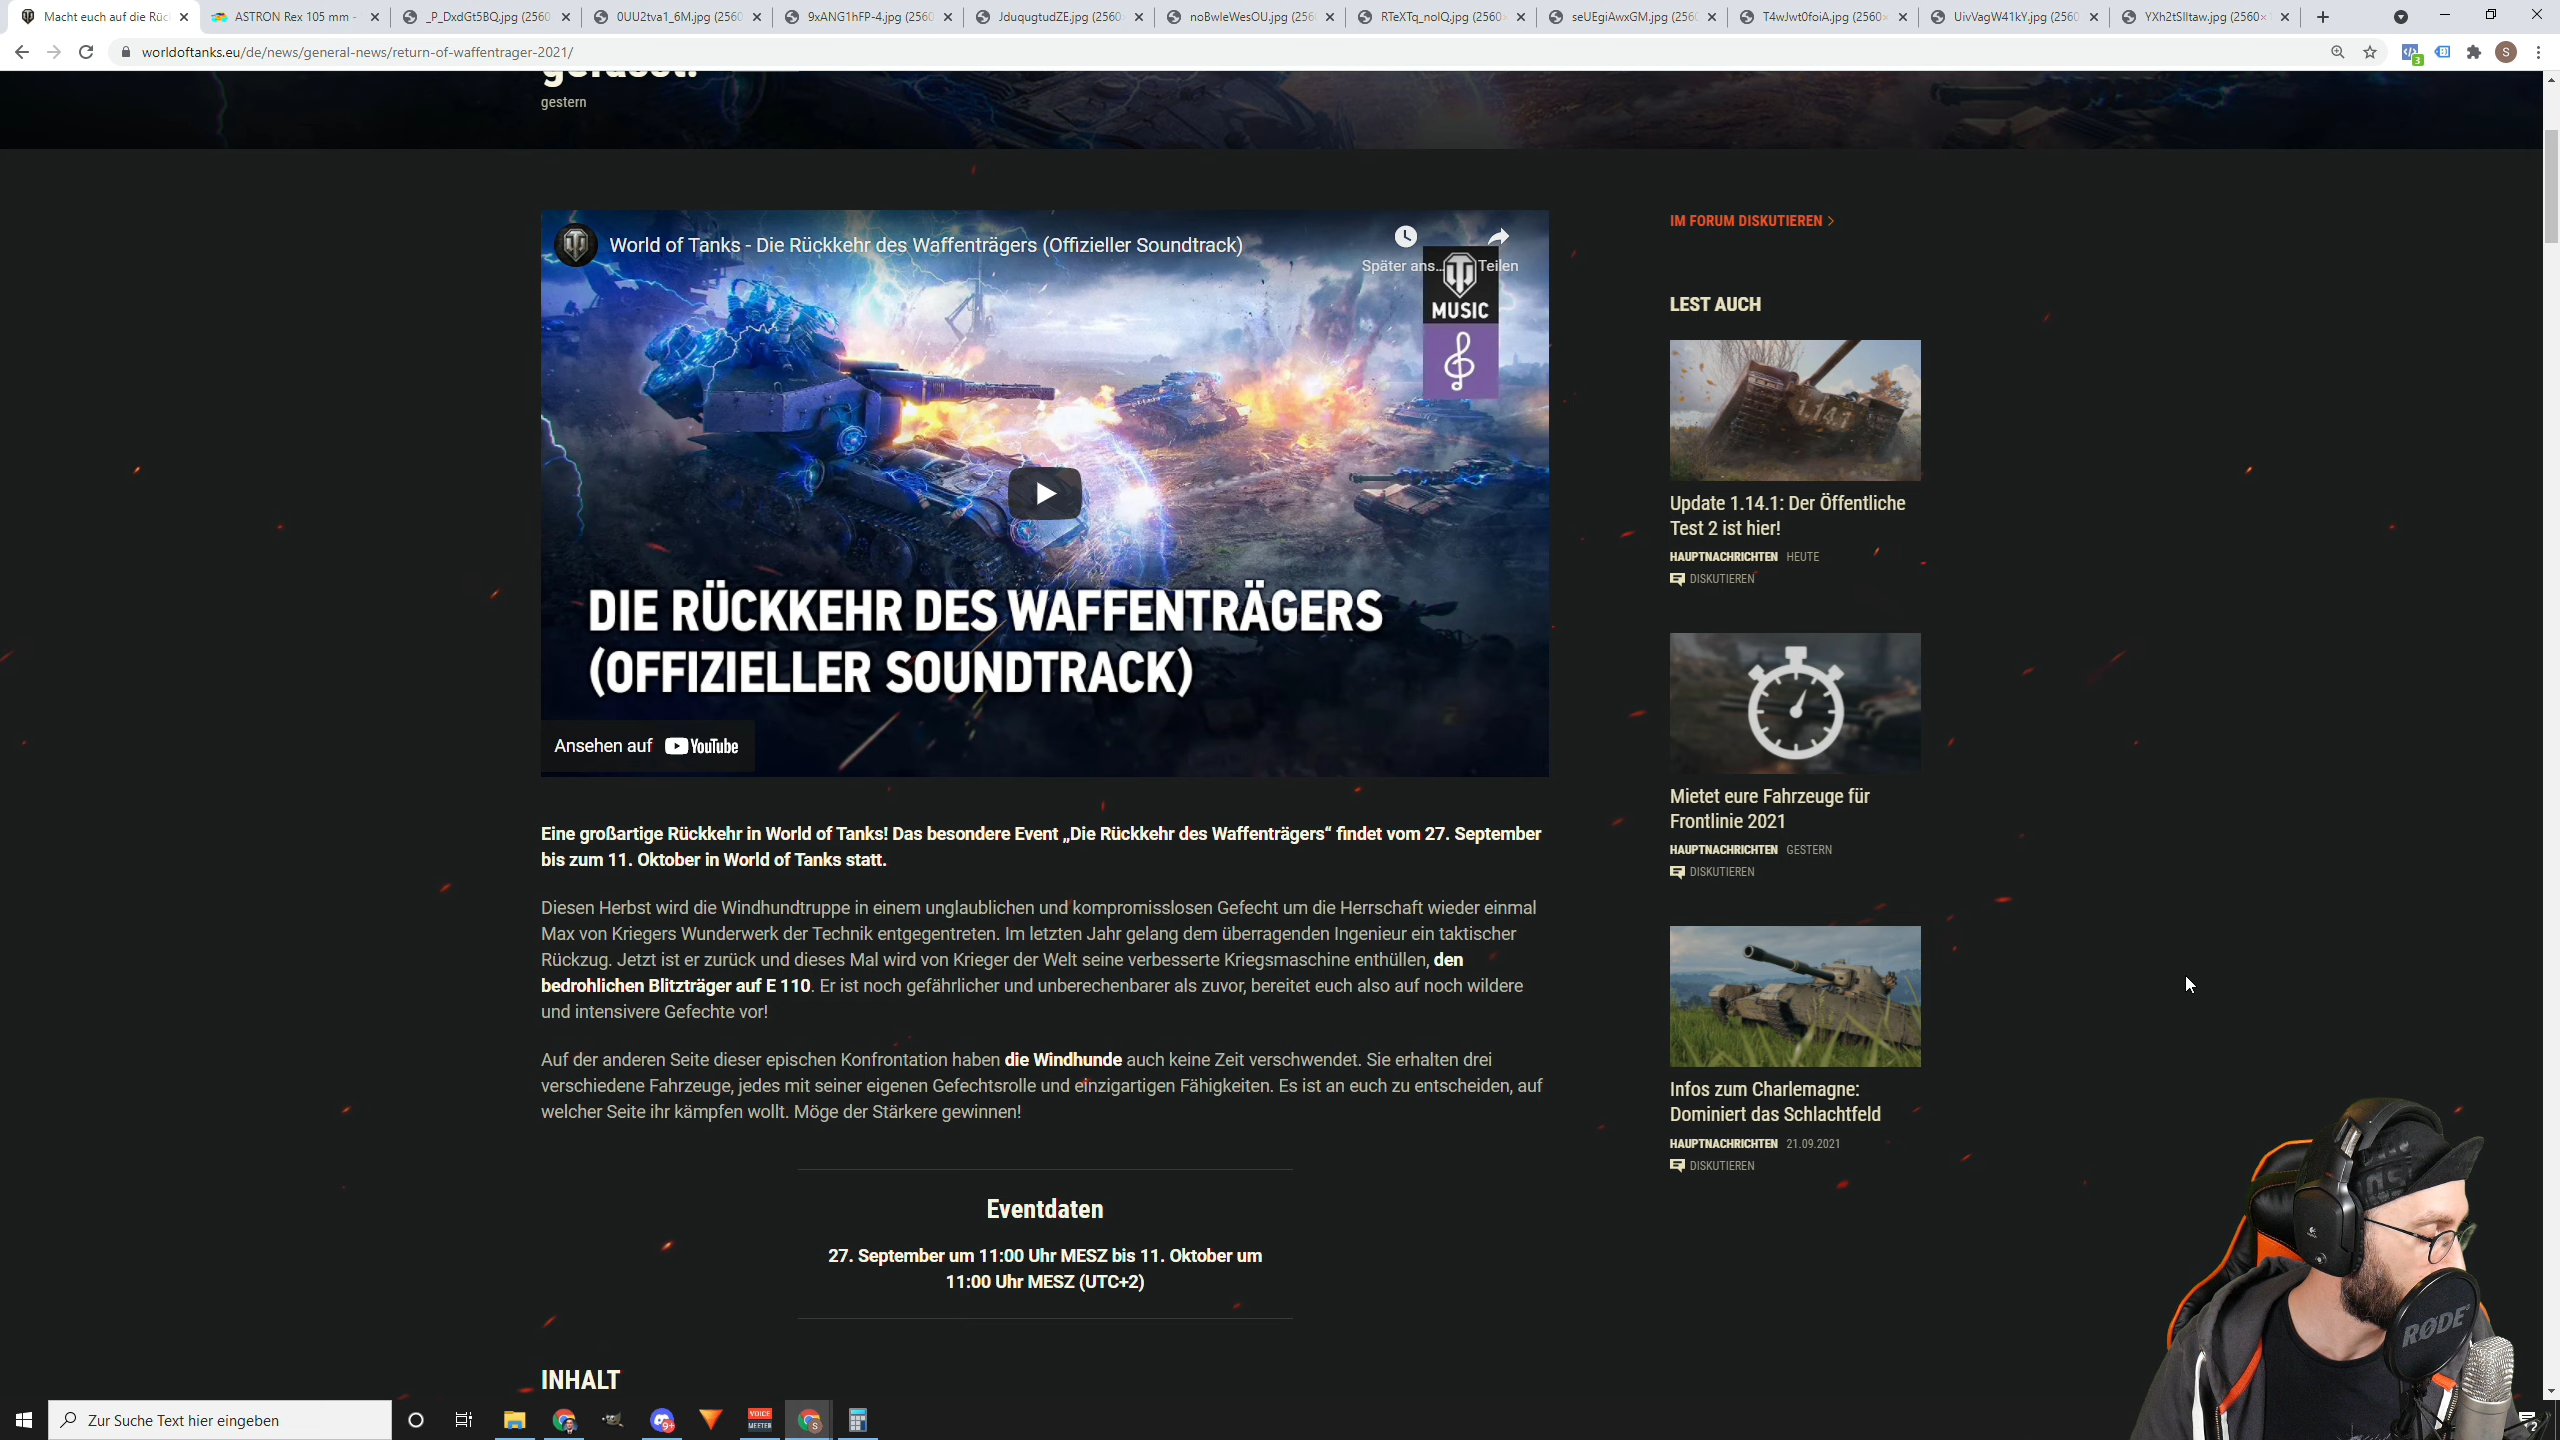 Macht euch auf die Rüc
ASTRON Rex 105 mm -
_P_DxdGt5BQ.jpg (2560
0UU2tva1_6M.jpg (2560
9xANG1hFP-4.jpg (2560
JduqugtudZE.jpg (2560
noBwleWesOU.jpg (256
RTeXTq_nolQ.jpg (2560
seUEgiAwxGM.jpg (2560
T4wJwt0foiA.jpg (2560
UivVagW41kY.jpg (2560
YXh2tSlltaw.jpg (2560×
worldoftanks.eu/de/news/general-news/return-of-waffentrager-2021/
3
S
gefasst!
gestern
World of Tanks - Die Rückkehr des Waffenträgers (Offizieller Soundtrack)
Später ans...
Teilen
MUSIC
DIE RÜCKKEHR DES WAFFENTRÄGERS
(OFFIZIELLER SOUNDTRACK)
Ansehen auf YouTube
Eine großartige Rückkehr in World of Tanks! Das besondere Event „Die Rückkehr des Waffenträgers“ findet vom 27. September
bis zum 11. Oktober in World of Tanks statt.
Diesen Herbst wird die Windhundtruppe in einem unglaublichen und kompromisslosen Gefecht um die Herrschaft wieder einmal
Max von Kriegers Wunderwerk der Technik entgegentreten. Im letzten Jahr gelang dem überragenden Ingenieur ein taktischer
Rückzug. Jetzt ist er zurück und dieses Mal wird von Krieger der Welt seine verbesserte Kriegsmaschine enthüllen, den
bedrohlichen Blitzträger auf E 110. Er ist noch gefährlicher und unberechenbarer als zuvor, bereitet euch also auf noch wildere
und intensivere Gefechte vor!
Auf der anderen Seite dieser epischen Konfrontation haben die Windhunde auch keine Zeit verschwendet. Sie erhalten drei
verschiedene Fahrzeuge, jedes mit seiner eigenen Gefechtsrolle und einzigartigen Fähigkeiten. Es ist an euch zu entscheiden, auf
welcher Seite ihr kämpfen wollt. Möge der Stärkere gewinnen!
Eventdaten
27. September um 11:00 Uhr MESZ bis 11. Oktober um
11:00 Uhr MESZ (UTC+2)
INHALT
IM FORUM DISKUTIEREN
LEST AUCH
1.14.1
Update 1.14.1: Der Öffentliche
Test 2 ist hier!
HAUPTNACHRICHTEN HEUTE
DISKUTIEREN
Mietet eure Fahrzeuge für
Frontlinie 2021
HAUPTNACHRICHTEN GESTERN
DISKUTIEREN
Infos zum Charlemagne:
Dominiert das Schlachtfeld
HAUPTNACHRICHTEN 21.09.2021
DISKUTIEREN
RØDE
Zur Suche Text hier eingeben
9+
VOICE
MEETER
S
2